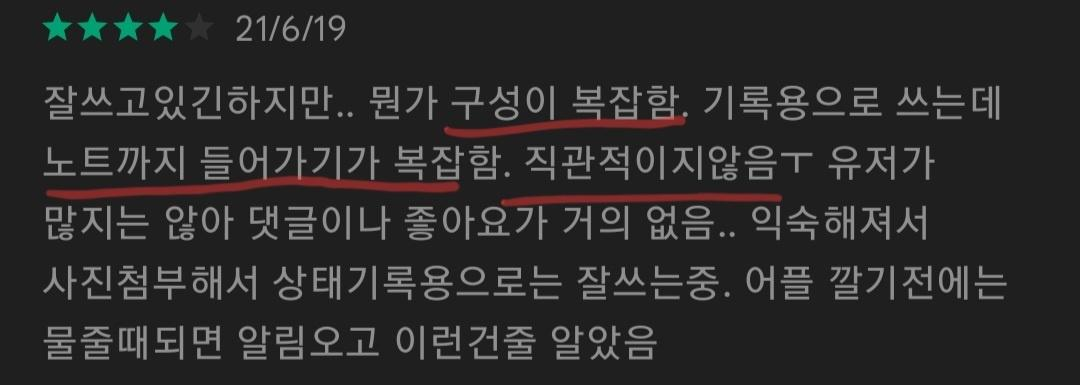 21/6/19
잘쓰고있긴하지만.. 뭔가 구성이 복잡함. 기록용으로 쓰는데
노트까지 들어가기가 복잡함. 직관적이지않음ㅜ 유저가
많지는 않아 댓글이나 좋아요가 거의 없음.. 익숙해져서
사진첨부해서 상태기록용으로는 잘쓰는중. 어플 깔기전에는
물줄때되면 알림오고 이런건줄 알았음